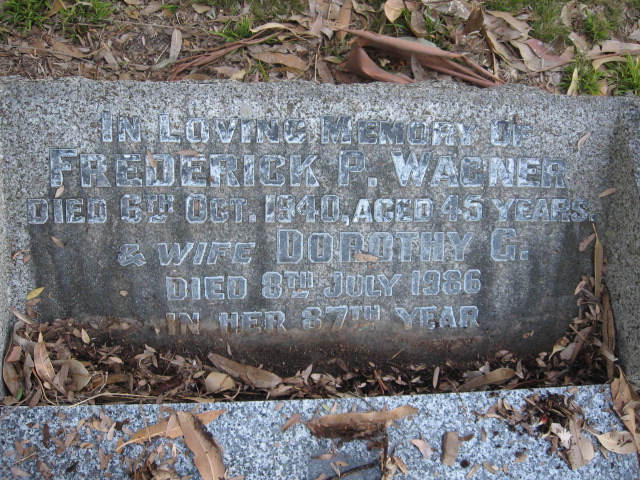 IN LOVING MEMORY OF
FREDERICK P. WAGNER
DIED 6TH OCT. 1940, AGED 45 YEARS.
& WIFE DOROTHY G.
DIED 8TH JULY 1986
IN HER 87TH YEAR